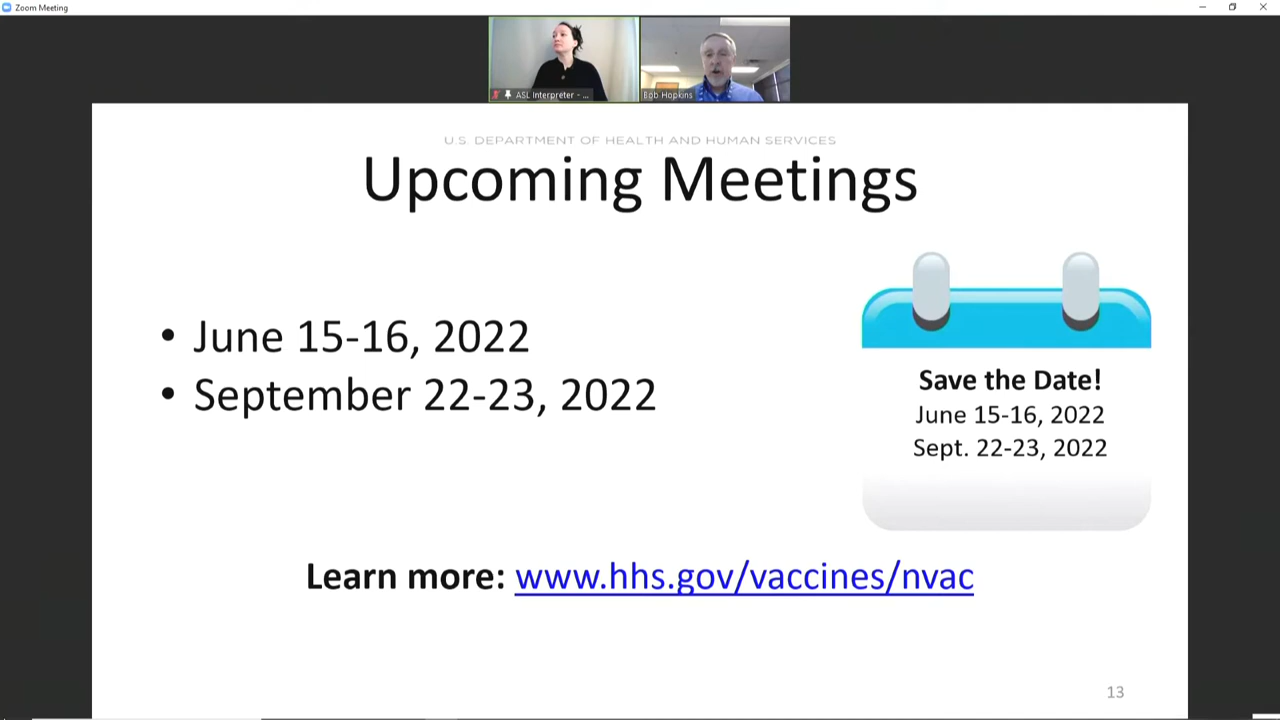 Zoom Meeting
ASL Interpreter - ...
Bob Hopkins
U.S. DEPARTMENT OF HEALTH AND HUMAN SERVICES
Upcoming Meetings
• June 15-16, 2022
• September 22-23, 2022
Save the Date!
June 15-16, 2022
Sept. 22-23, 2022
Learn more: www.hhs.gov/vaccines/nvac
13